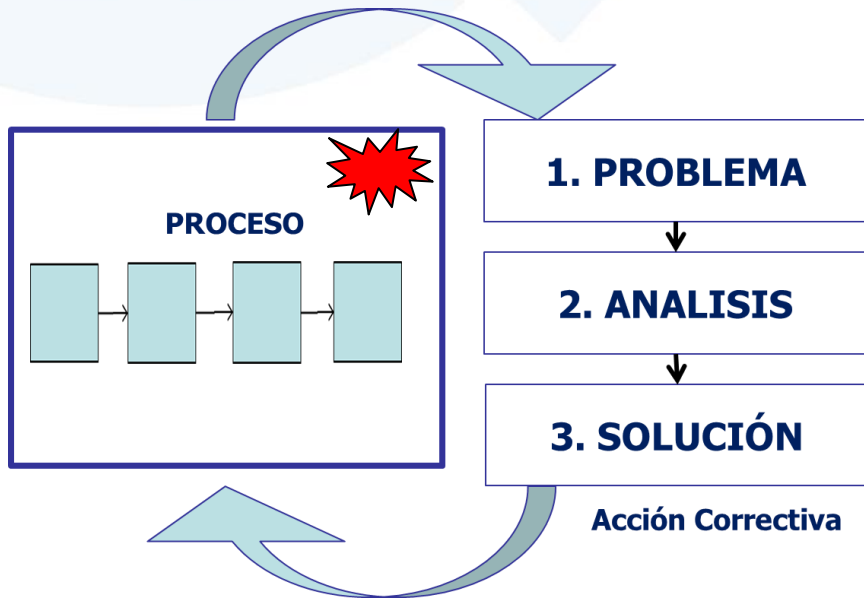 PROCESO
1. PROBLEMA
2. ANALISIS
3. SOLUCIÓN
Acción Correctiva